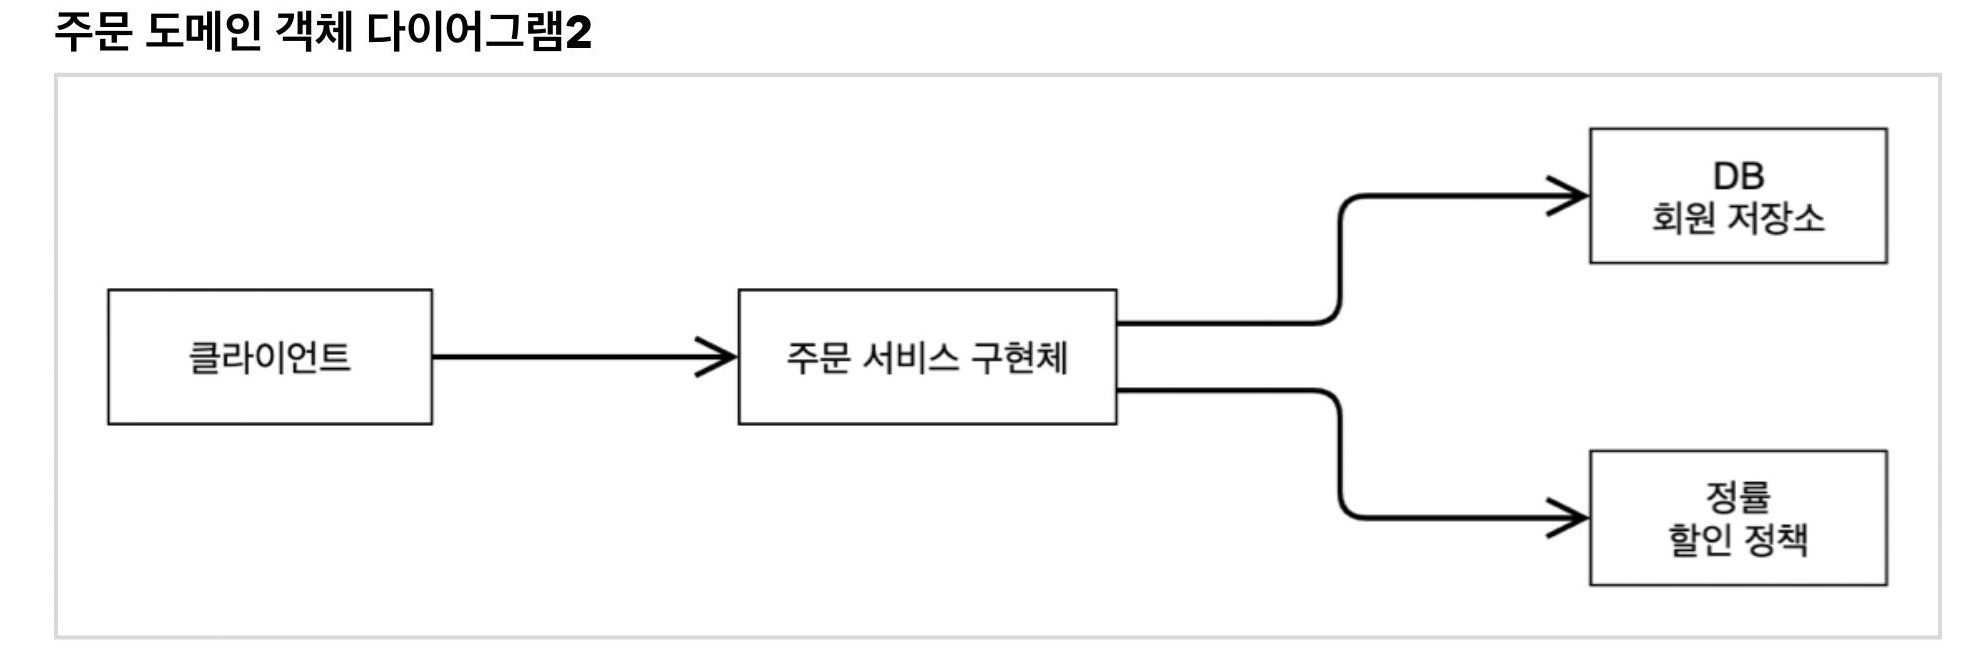 주문 도메인 객체 다이어그램2
클라이언트
주문 서비스 구현체
DB
회원 저장소
정률
할인 정책